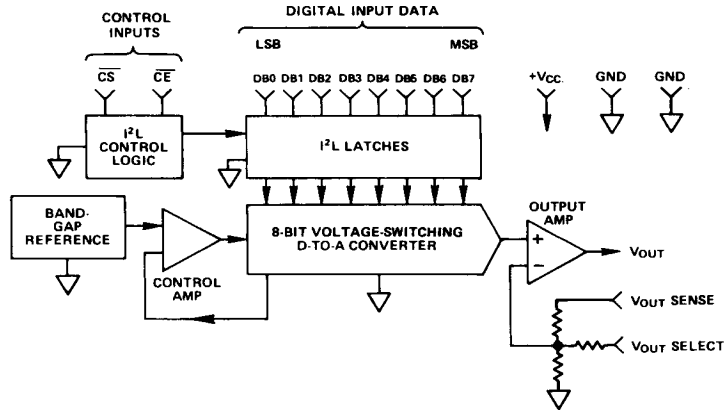 CONTROL
INPUTS
DIGITAL INPUT DATA
LSB
MSB
CS
CE
DB0 DB1 DB2 DB3 DB4 DB5 DB6 DB7
+VCC
GND
GND
I²L
CONTROL
LOGIC
I²L LATCHES
BAND-
GAP
REFERENCE
CONTROL
AMP
8-BIT VOLTAGE-SWITCHING
D-TO-A CONVERTER
OUTPUT
AMP
+
−
VOUT
VOUT SENSE
VOUT SELECT